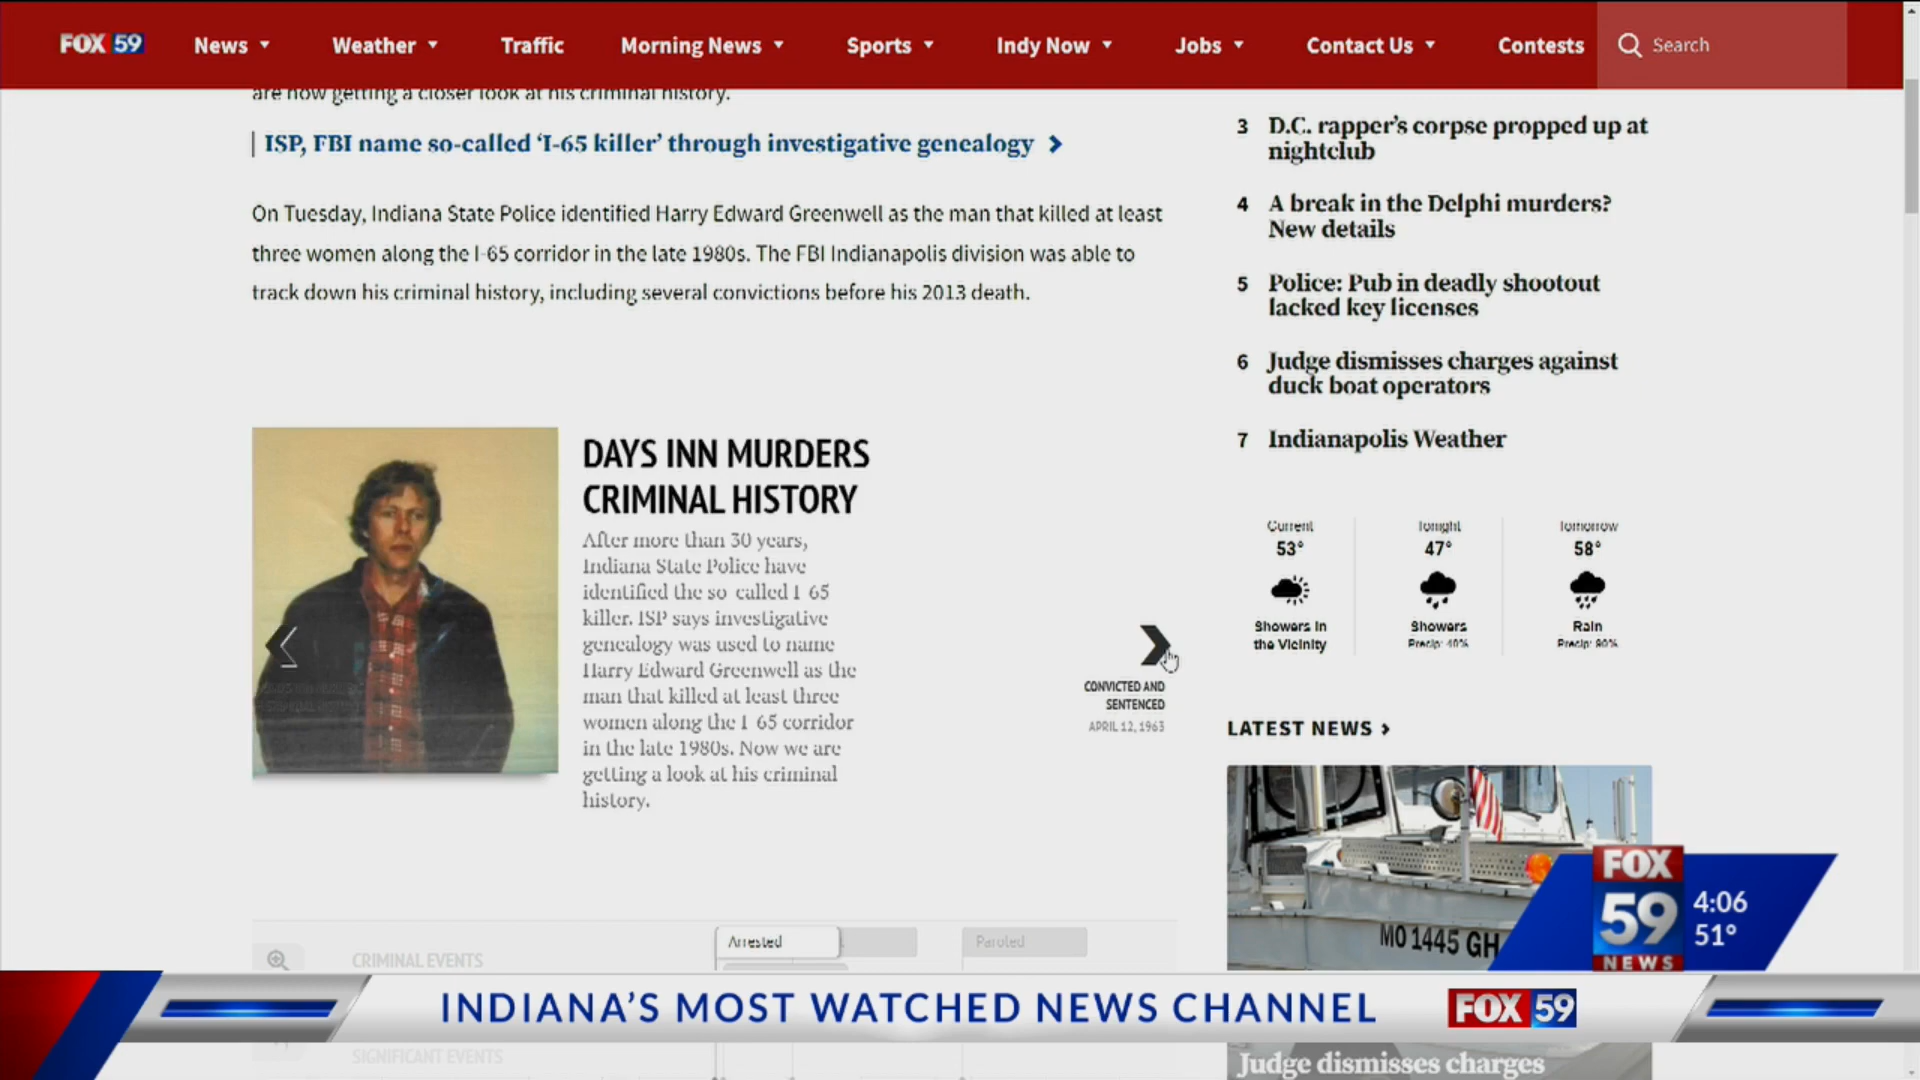 FOX 59 News Weather Traffic Morning News Sports Indy Now Jobs Contact Us Contests Search
are now getting a closer look at his criminal history.
ISP, FBI name so-called ‘I-65 killer’ through investigative genealogy
On Tuesday, Indiana State Police identified Harry Edward Greenwell as the man that killed at least
three women along the I-65 corridor in the late 1980s. The FBI Indianapolis division was able to
track down his criminal history, including several convictions before his 2013 death.
DAYS INN MURDERS
CRIMINAL HISTORY
After more than 30 years,
Indiana State Police have
identified the so-called I-65
killer. ISP says investigative
genealogy was used to name
Harry Edward Greenwell as the
man that killed at least three
women along the I-65 corridor
in the late 1980s. Now we are
getting a look at his criminal
history.
CONVICTED AND
SENTENCED
APRIL 12, 1963
Arrested
Paroled
CRIMINAL EVENTS
SIGNIFICANT EVENTS
3 D.C. rapper’s corpse propped up at
nightclub
4 A break in the Delphi murders?
New details
5 Police: Pub in deadly shootout
lacked key licenses
6 Judge dismisses charges against
duck boat operators
7 Indianapolis Weather
Current Tonight Tomorrow
53° 47° 58°
Showers in Showers Rain
the Vicinity Precip: 40% Precip: 80%
LATEST NEWS
MO 1445 GH
Judge dismisses charges
FOX
59
NEWS
4:06
51°
INDIANA’S MOST WATCHED NEWS CHANNEL FOX 59